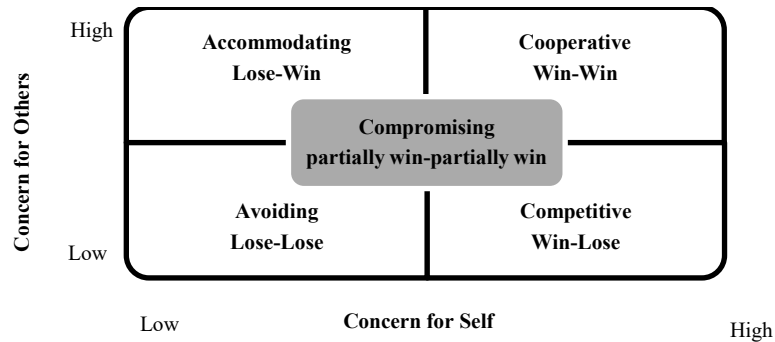 High
Accommodating
Lose-Win
Cooperative
Win-Win
Concern for Others
Compromising
partially win-partially win
Avoiding
Lose-Lose
Competitive
Win-Lose
Low
Low
Concern for Self
High